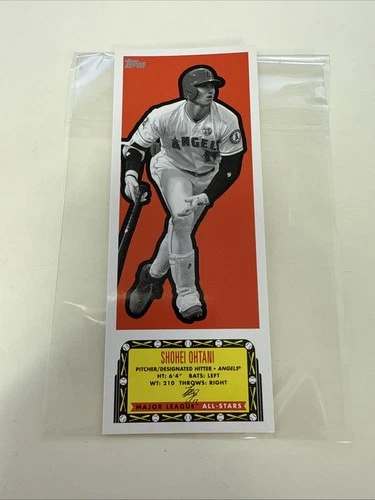 Topps
ANGELS
SHOHEI OHTANI
PITCHER/DESIGNATED HITTER • ANGELS®
HT: 6'4" BATS: LEFT
WT: 210 THROWS: RIGHT
MAJOR LEAGUE ALL-STARS